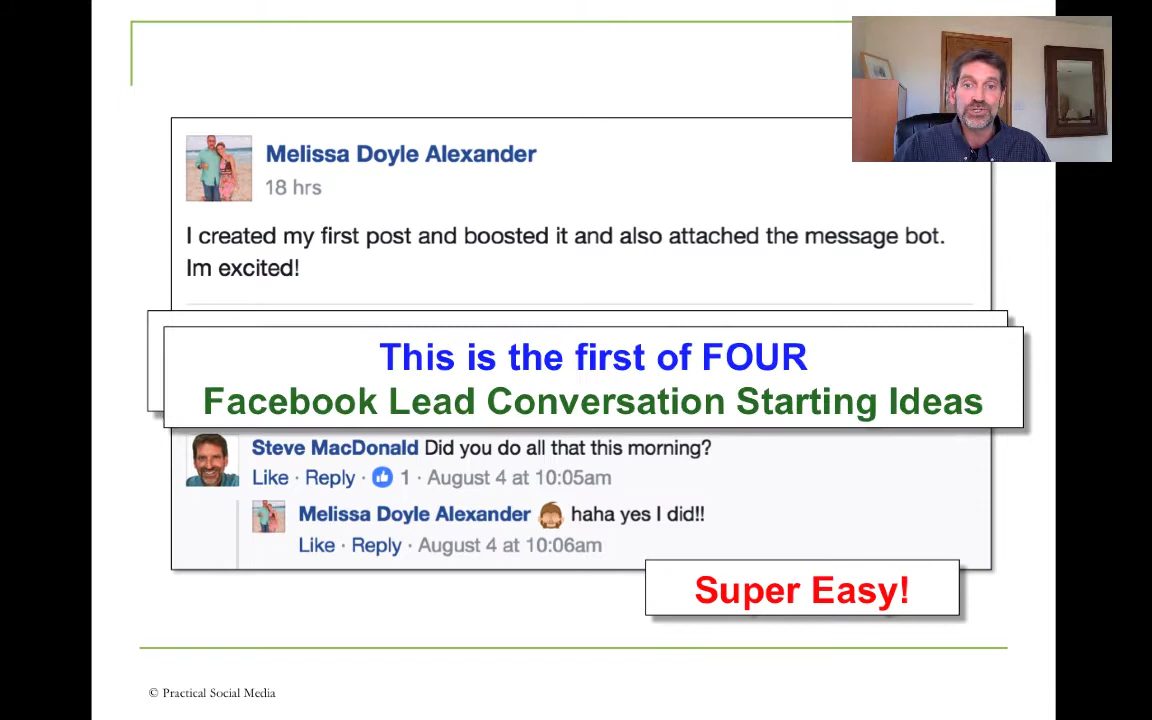 Melissa Doyle Alexander
18 hrs
I created my first post and boosted it and also attached the message bot.
Im excited!
This is the first of FOUR
Facebook Lead Conversation Starting Ideas
Steve MacDonald Did you do all that this morning?
Like · Reply · 1 · August 4 at 10:05am
Melissa Doyle Alexander haha yes I did!!
Like · Reply · August 4 at 10:06am
Super Easy!
© Practical Social Media